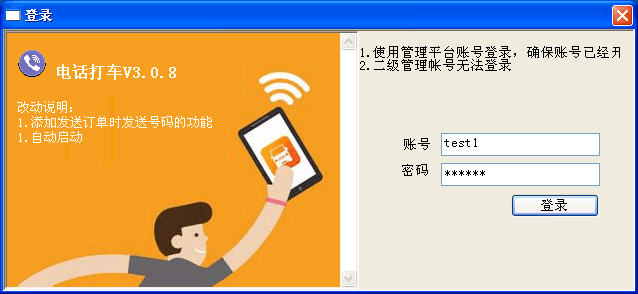 登录
电话打车V3.0.8
改动说明:
1.添加发送订单时发送号码的功能
1.自动启动
1.使用管理平台账号登录，确保账号已经开
2.二级管理帐号无法登录
账号 test1
密码 ******
登录